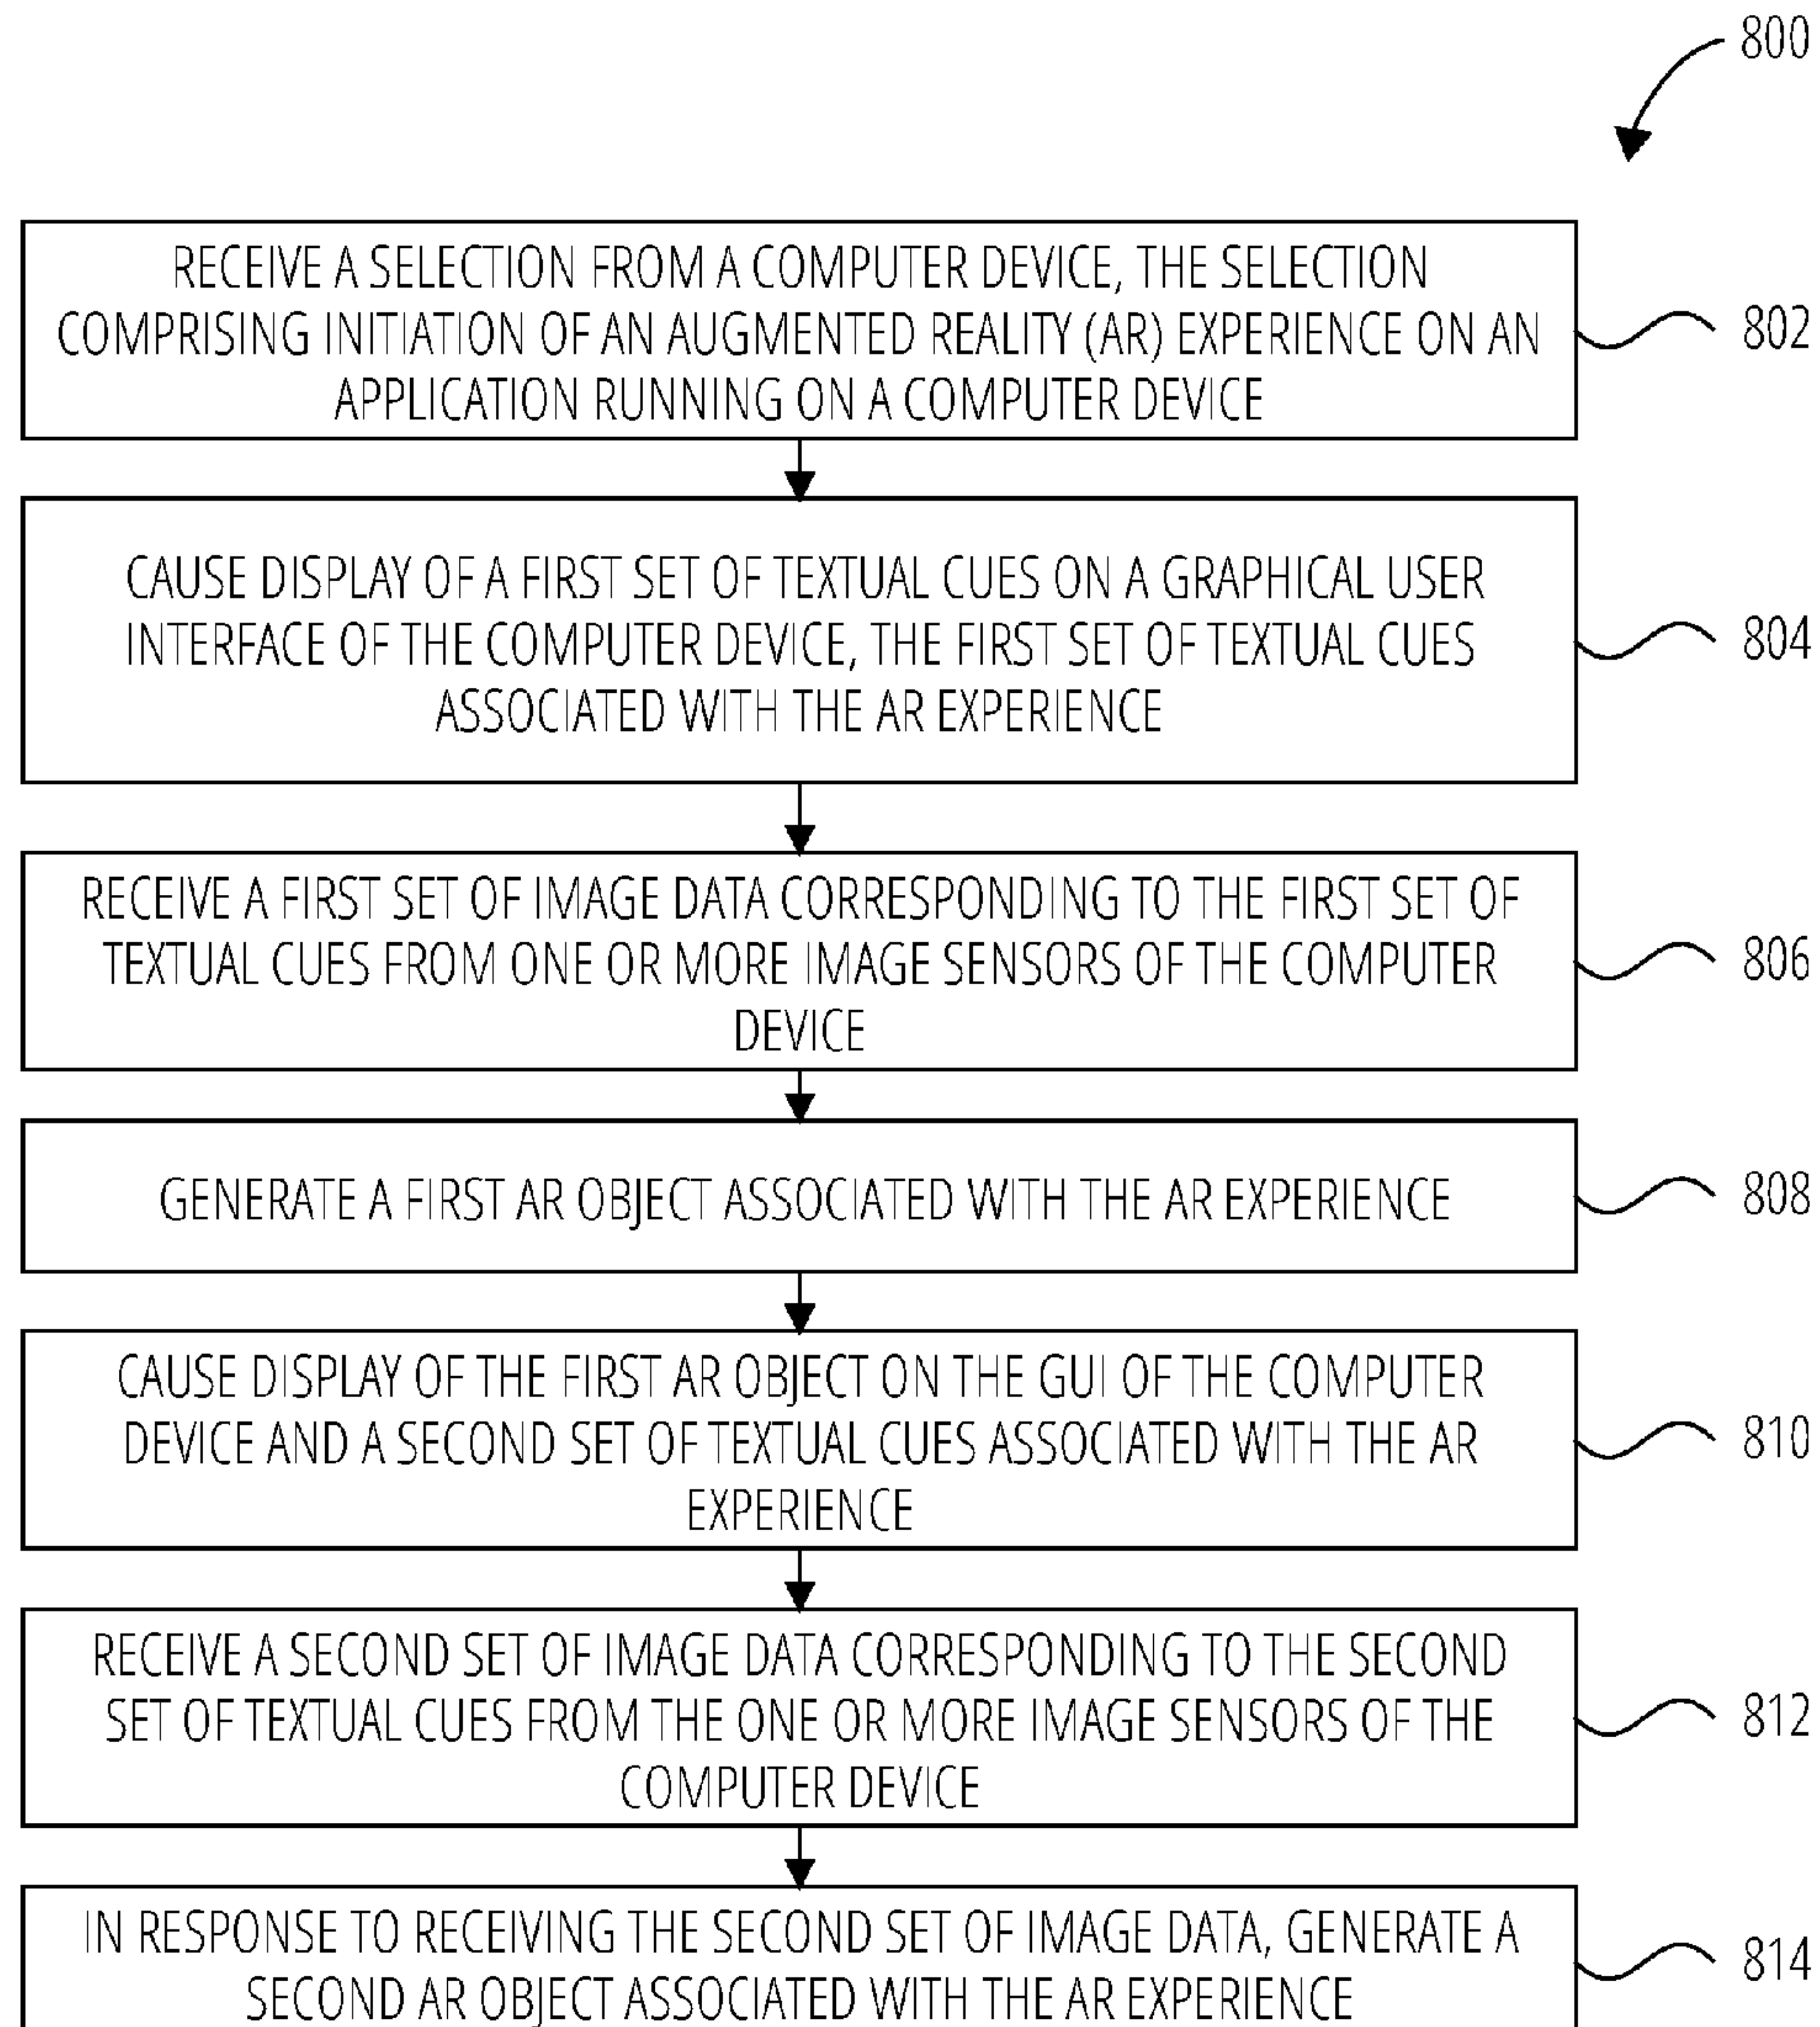 800
RECEIVE A SELECTION FROM A COMPUTER DEVICE, THE SELECTION
COMPRISING INITIATION OF AN AUGMENTED REALITY (AR) EXPERIENCE ON AN
APPLICATION RUNNING ON A COMPUTER DEVICE
802
CAUSE DISPLAY OF A FIRST SET OF TEXTUAL CUES ON A GRAPHICAL USER
INTERFACE OF THE COMPUTER DEVICE, THE FIRST SET OF TEXTUAL CUES
ASSOCIATED WITH THE AR EXPERIENCE
804
RECEIVE A FIRST SET OF IMAGE DATA CORRESPONDING TO THE FIRST SET OF
TEXTUAL CUES FROM ONE OR MORE IMAGE SENSORS OF THE COMPUTER
DEVICE
806
GENERATE A FIRST AR OBJECT ASSOCIATED WITH THE AR EXPERIENCE
808
CAUSE DISPLAY OF THE FIRST AR OBJECT ON THE GUI OF THE COMPUTER
DEVICE AND A SECOND SET OF TEXTUAL CUES ASSOCIATED WITH THE AR
EXPERIENCE
810
RECEIVE A SECOND SET OF IMAGE DATA CORRESPONDING TO THE SECOND
SET OF TEXTUAL CUES FROM THE ONE OR MORE IMAGE SENSORS OF THE
COMPUTER DEVICE
812
IN RESPONSE TO RECEIVING THE SECOND SET OF IMAGE DATA, GENERATE A
SECOND AR OBJECT ASSOCIATED WITH THE AR EXPERIENCE
814